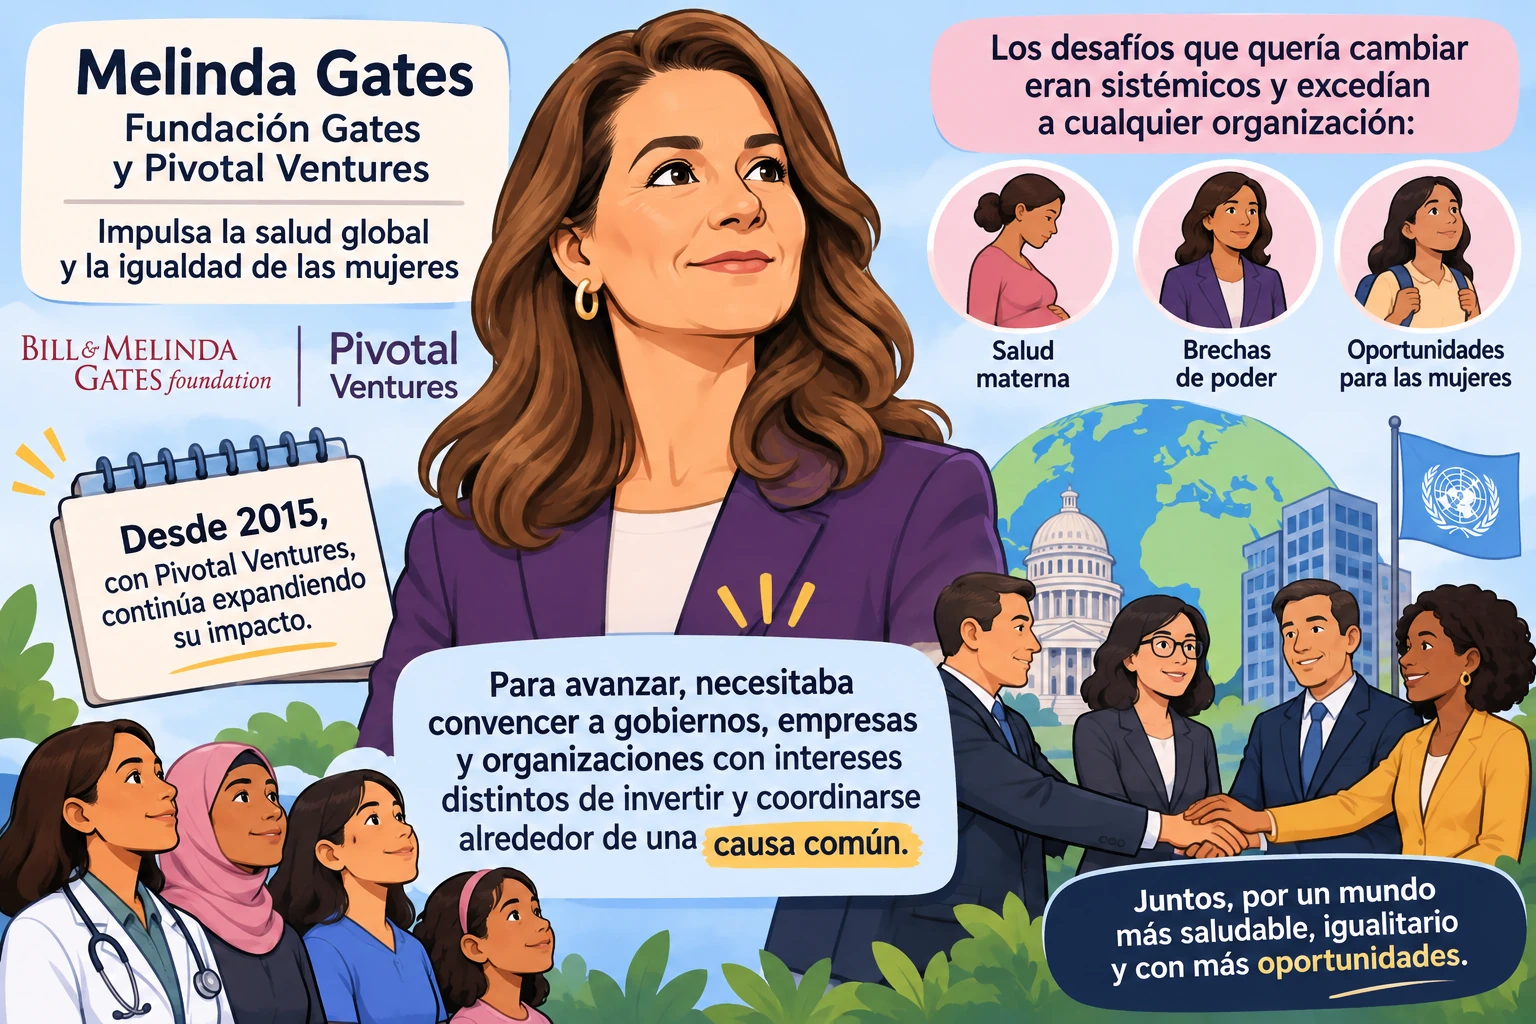 Melinda Gates
Fundación Gates
y Pivotal Ventures
Impulsa la salud global
y la igualdad de las mujeres
BILL & MELINDA
GATES foundation
Pivotal
Ventures
Desde 2015,
con Pivotal Ventures,
continúa expandiendo
su impacto.
Los desafíos que quería cambiar
eran sistémicos y excedían
a cualquier organización:
Salud
materna
Brechas
de poder
Oportunidades
para las mujeres
Para avanzar, necesitaba
convencer a gobiernos, empresas
y organizaciones con intereses
distintos de invertir y coordinarse
alrededor de una causa común.
Juntos, por un mundo
más saludable, igualitario
y con más oportunidades.